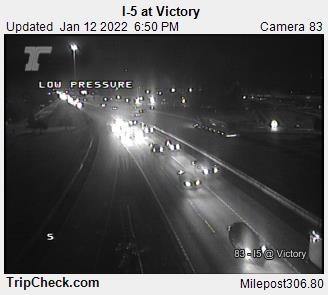 I-5 at Victory
Updated Jan 12 2022 6:50 PM Camera 83
T
LOW PRESSURE
S
83 - I5 @ Victory
TripCheck.com Milepost306.80